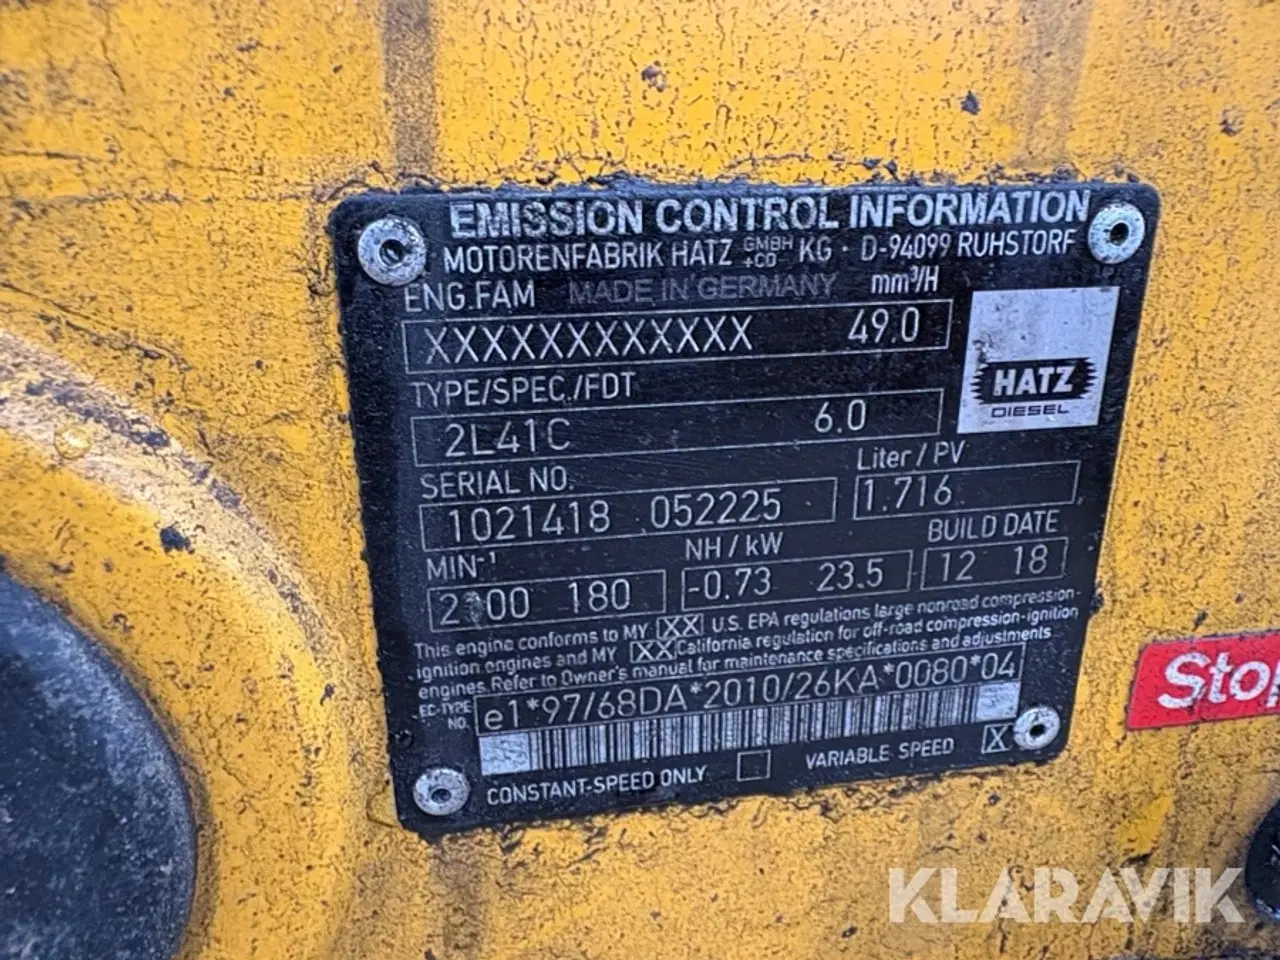 EMISSION CONTROL INFORMATION
MOTORENFABRIK HATZ GMBH +CO KG · D-94099 RUHSTORF
ENG.FAM MADE IN GERMANY mm³/H
XXXXXXXXXXXX 49.0
HATZ
DIESEL
TYPE/SPEC./FDT
2L41C 6.0
SERIAL NO. Liter / PV
1021418 052225 1.716
MIN-¹ NH / kW BUILD DATE
180 -0.73 23.5 12 18
This engine conforms to MY XX U.S. EPA regulations large nonroad compression-
ignition engines and MY XX California regulation for off-road compression-ignition
engines. Refer to Owner's manual for maintenance specifications and adjustments
EC-TYPE NO. e1*97/68DA*2010/26KA*0080*04
CONSTANT-SPEED ONLY VARIABLE SPEED X
Stop
KLARAVIK